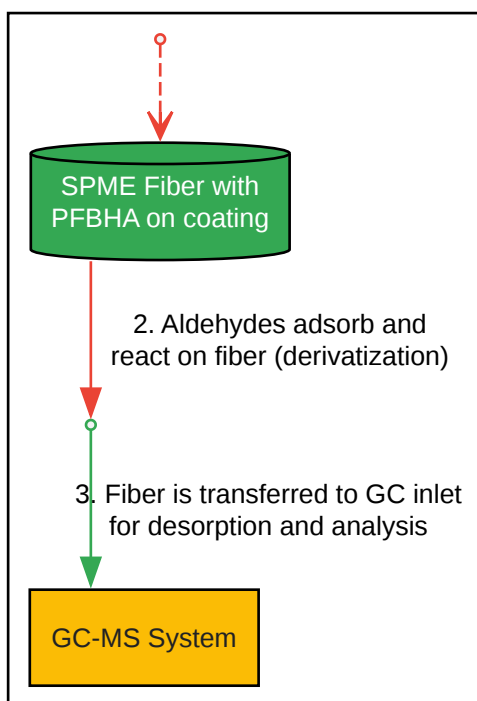 SPME Fiber with
PFBHA on coating
2. Aldehydes adsorb and
react on fiber (derivatization)
3. Fiber is transferred to GC inlet
for desorption and analysis
GC-MS System